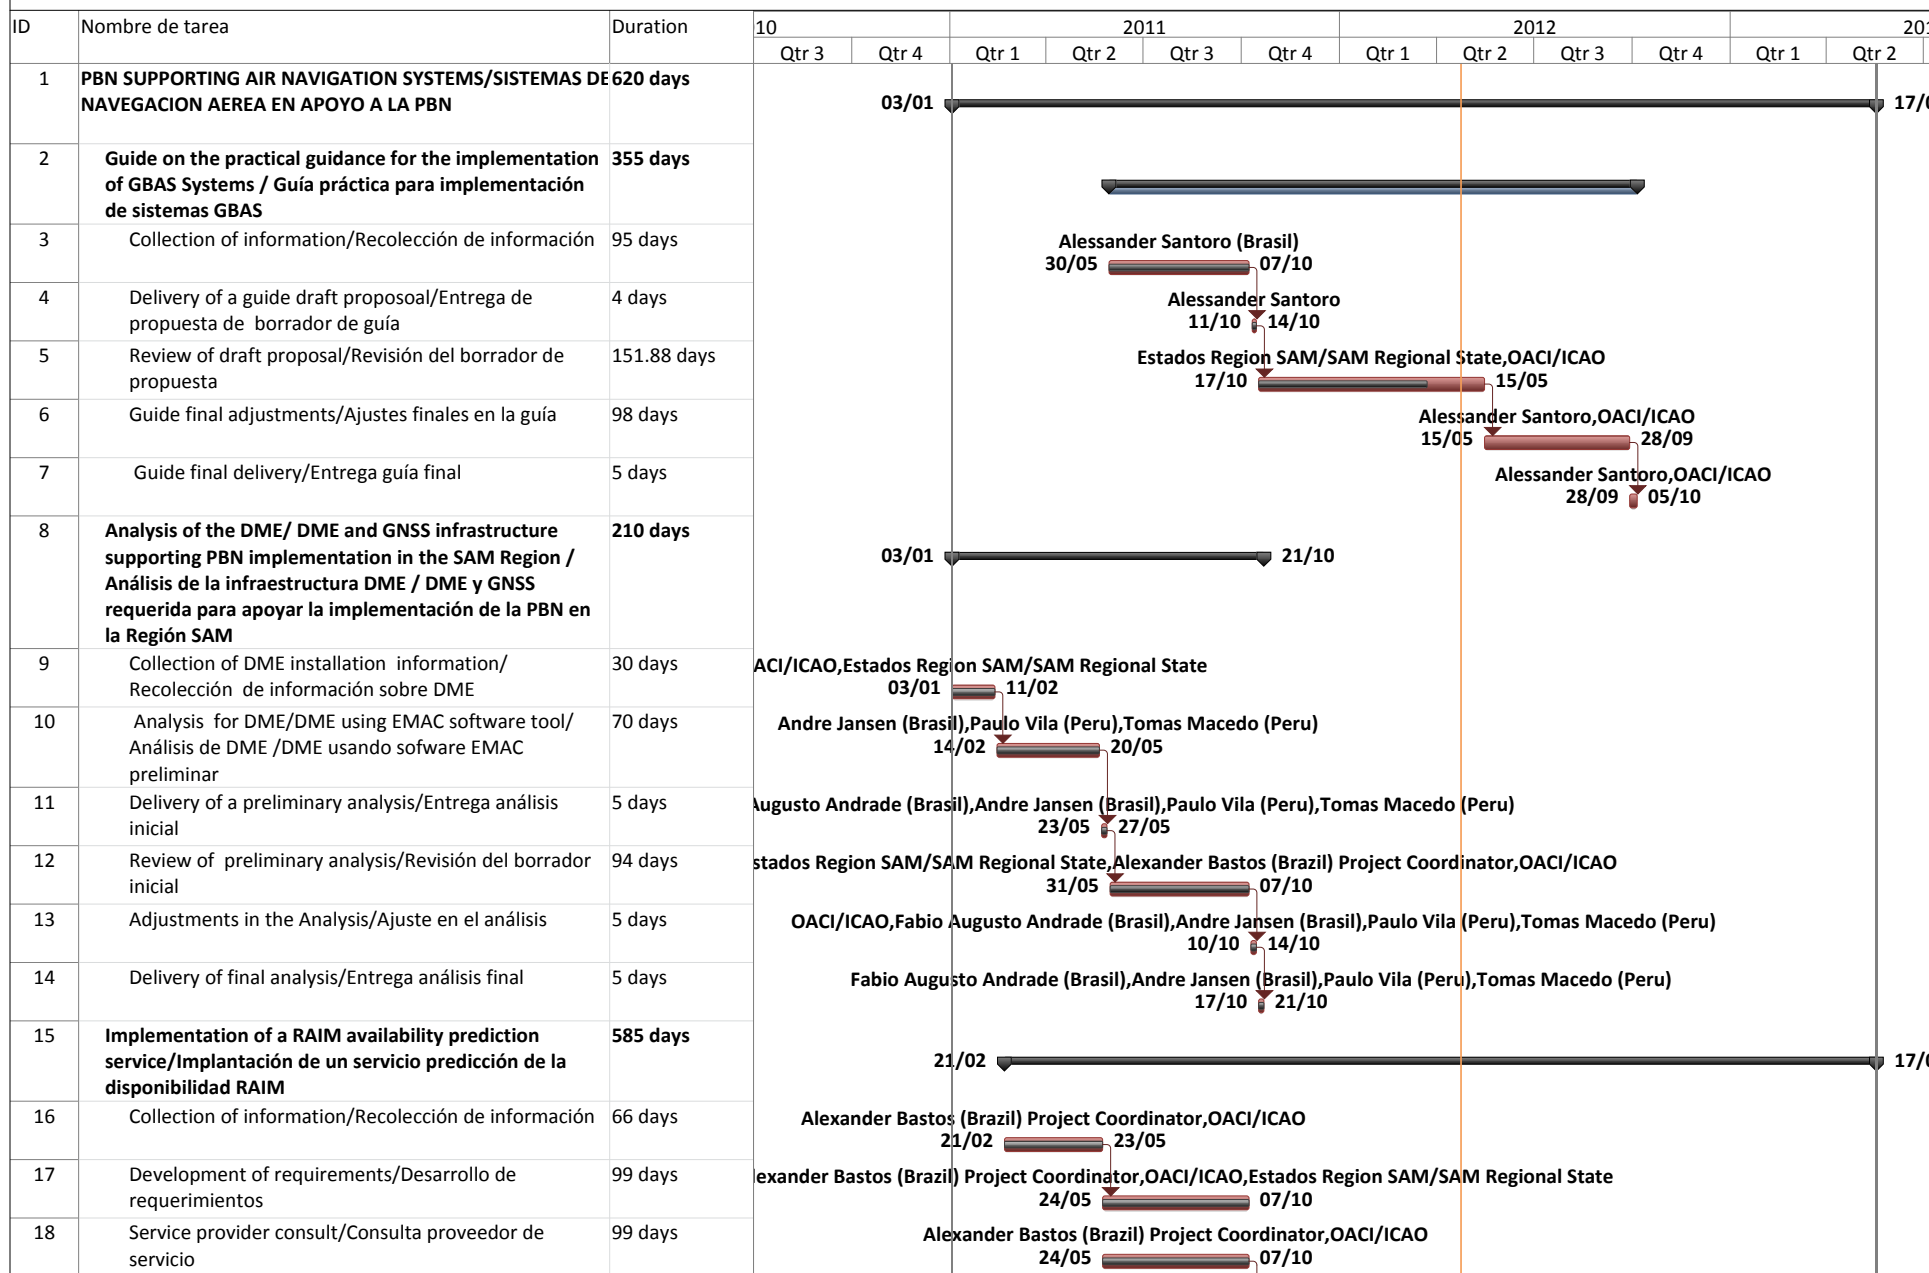 ID Nombre de tarea Duration 10 2011 2012 201
Qtr 3 Qtr 4 Qtr 1 Qtr 2 Qtr 3 Qtr 4 Qtr 1 Qtr 2 Qtr 3 Qtr 4 Qtr 1 Qtr 2
1 PBN SUPPORTING AIR NAVIGATION SYSTEMS/SISTEMAS DE 620 days
NAVEGACION AEREA EN APOYO A LA PBN
03/01 17/0
2 Guide on the practical guidance for the implementation 355 days
of GBAS Systems / Guía práctica para implementación
de sistemas GBAS
3 Collection of information/Recolección de información 95 days
Alessander Santoro (Brasil)
30/05 07/10
4 Delivery of a guide draft proposoal/Entrega de 4 days
propuesta de borrador de guía
Alessander Santoro
11/10 14/10
5 Review of draft proposal/Revisión del borrador de 151.88 days
propuesta
Estados Region SAM/SAM Regional State,OACI/ICAO
17/10 15/05
6 Guide final adjustments/Ajustes finales en la guía 98 days
Alessander Santoro,OACI/ICAO
15/05 28/09
7 Guide final delivery/Entrega guía final 5 days
Alessander Santoro,OACI/ICAO
28/09 05/10
8 Analysis of the DME/ DME and GNSS infrastructure 210 days
supporting PBN implementation in the SAM Region /
Análisis de la infraestructura DME / DME y GNSS
requerida para apoyar la implementación de la PBN en
la Región SAM
03/01 21/10
9 Collection of DME installation information/ 30 days
Recolección de información sobre DME
ACI/ICAO,Estados Region SAM/SAM Regional State
03/01 11/02
10 Analysis for DME/DME using EMAC software tool/ 70 days
Análisis de DME /DME usando sofware EMAC
preliminar
Andre Jansen (Brasil),Paulo Vila (Peru),Tomas Macedo (Peru)
14/02 20/05
11 Delivery of a preliminary analysis/Entrega análisis 5 days
inicial
Augusto Andrade (Brasil),Andre Jansen (Brasil),Paulo Vila (Peru),Tomas Macedo (Peru)
23/05 27/05
12 Review of preliminary analysis/Revisión del borrador 94 days
inicial
stados Region SAM/SAM Regional State,Alexander Bastos (Brazil) Project Coordinator,OACI/ICAO
31/05 07/10
13 Adjustments in the Analysis/Ajuste en el análisis 5 days
OACI/ICAO,Fabio Augusto Andrade (Brasil),Andre Jansen (Brasil),Paulo Vila (Peru),Tomas Macedo (Peru)
10/10 14/10
14 Delivery of final analysis/Entrega análisis final 5 days
Fabio Augusto Andrade (Brasil),Andre Jansen (Brasil),Paulo Vila (Peru),Tomas Macedo (Peru)
17/10 21/10
15 Implementation of a RAIM availability prediction 585 days
service/Implantación de un servicio predicción de la
disponibilidad RAIM
21/02 17/0
16 Collection of information/Recolección de información 66 days
Alexander Bastos (Brazil) Project Coordinator,OACI/ICAO
21/02 23/05
17 Development of requirements/Desarrollo de 99 days
requerimientos
lexander Bastos (Brazil) Project Coordinator,OACI/ICAO,Estados Region SAM/SAM Regional State
24/05 07/10
18 Service provider consult/Consulta proveedor de 99 days
servicio
Alexander Bastos (Brazil) Project Coordinator,OACI/ICAO
24/05 07/10